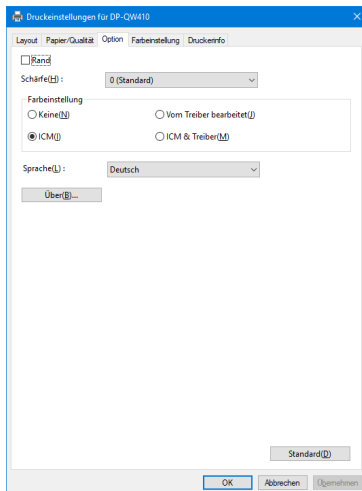 Druckeinstellungen für DP-QW410
Layout Papier/Qualität Option Farbeinstellung Druckerinfo
Rand
Schärfe(H) : 0 (Standard)
Farbeinstellung
Keine(N) Vom Treiber bearbeitet(J)
ICM(I) ICM & Treiber(M)
Sprache(L) : Deutsch
Über(B)...
Standard(D)
OK Abbrechen Übernehmen